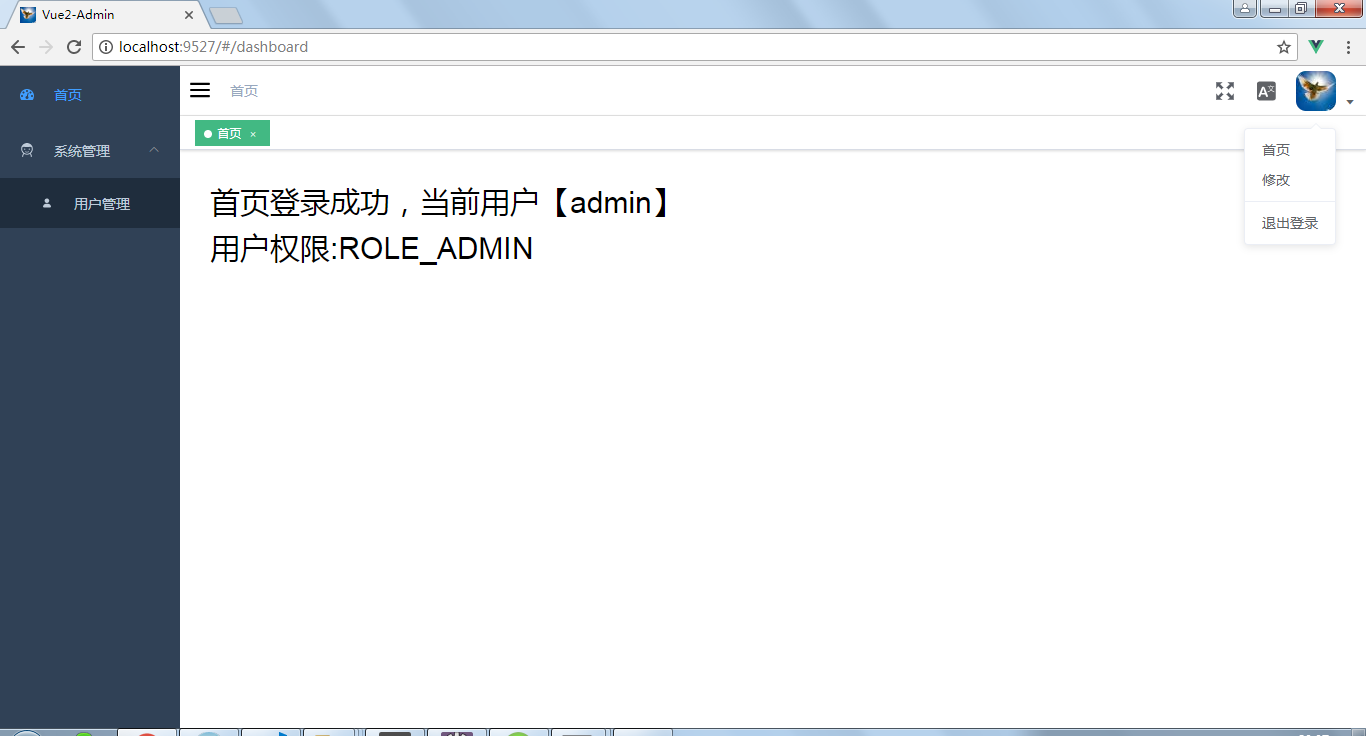 Vue2-Admin
localhost:9527/#/dashboard
首页
系统管理
用户管理
首页
首页 ×
首页登录成功，当前用户【admin】
用户权限:ROLE_ADMIN
首页
修改
退出登录